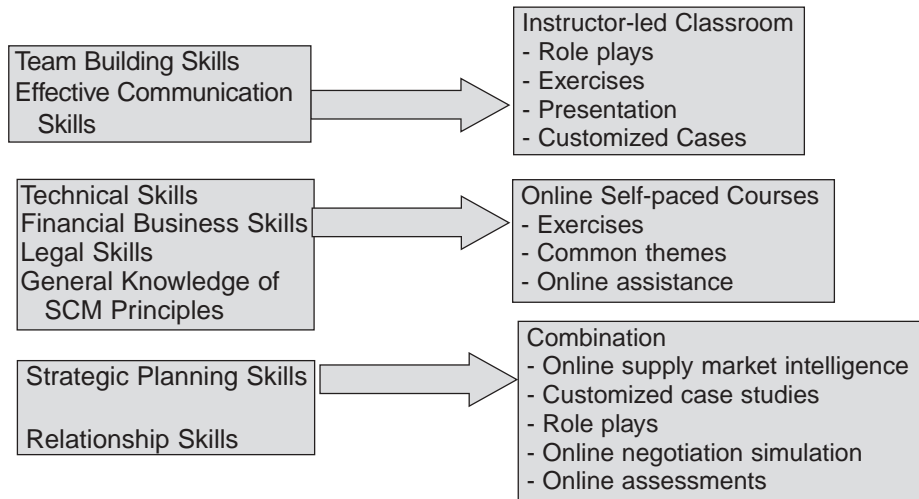 Team Building Skills
Effective Communication
Skills
Instructor-led Classroom
- Role plays
- Exercises
- Presentation
- Customized Cases
Technical Skills
Financial Business Skills
Legal Skills
General Knowledge of
SCM Principles
Online Self-paced Courses
- Exercises
- Common themes
- Online assistance
Strategic Planning Skills
Relationship Skills
Combination
- Online supply market intelligence
- Customized case studies
- Role plays
- Online negotiation simulation
- Online assessments